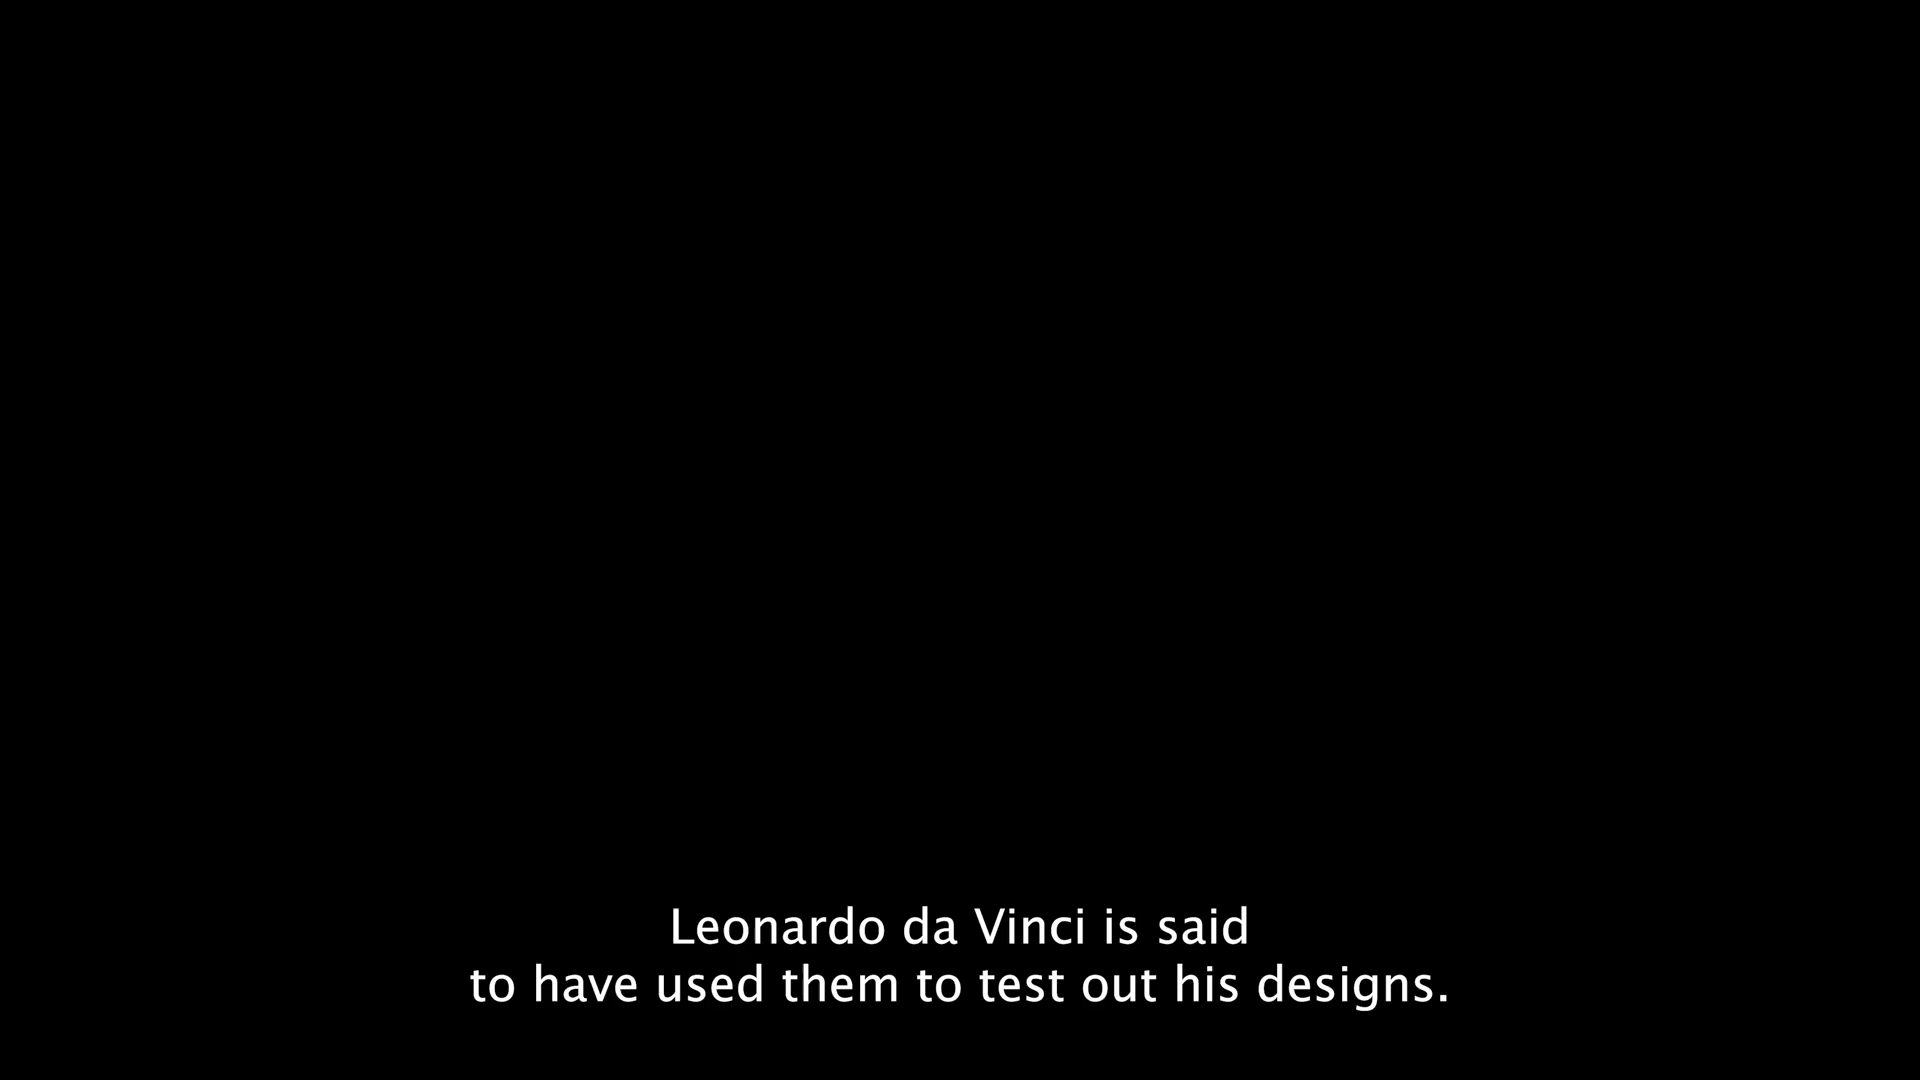 Leonardo da Vinci is said
to have used them to test out his designs.